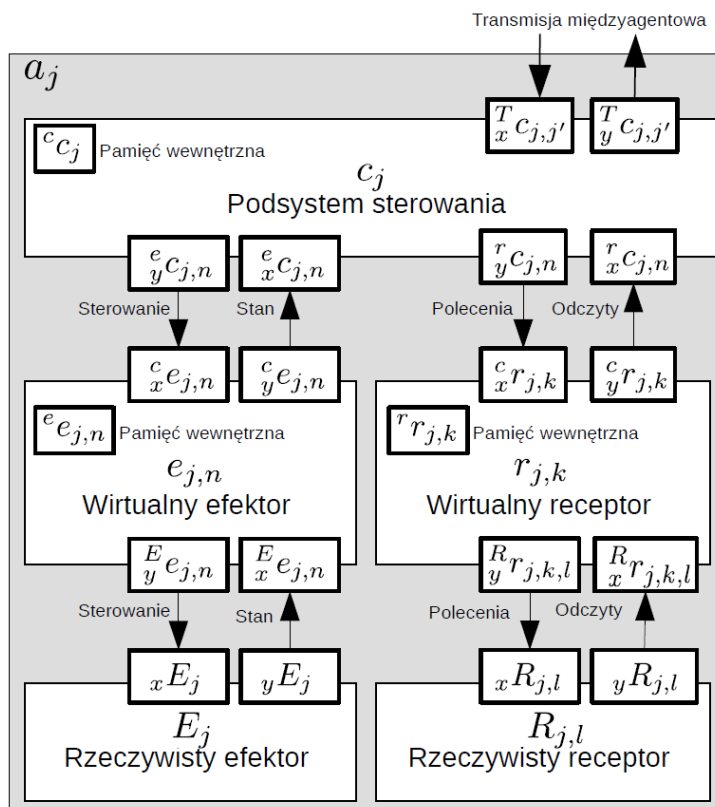 Transmisja międzyagentowa
a_j
^T_x c_{j,j'} ^T_y c_{j,j'}
^c c_j Pamięć wewnętrzna
c_j
Podsystem sterowania
^e_y c_{j,n} ^e_x c_{j,n} ^r_y c_{j,n} ^r_x c_{j,n}
Sterowanie Stan Polecenia Odczyty
^c_x e_{j,n} ^c_y e_{j,n} ^c_x r_{j,k} ^c_y r_{j,k}
^e e_{j,n} Pamięć wewnętrzna ^r r_{j,k} Pamięć wewnętrzna
e_{j,n} r_{j,k}
Wirtualny efektor Wirtualny receptor
^E_y e_{j,n} ^E_x e_{j,n} ^R_y r_{j,k,l} ^R_x r_{j,k,l}
Sterowanie Stan Polecenia Odczyty
_x E_j _y E_j _x R_{j,l} _y R_{j,l}
E_j R_{j,l}
Rzeczywisty efektor Rzeczywisty receptor